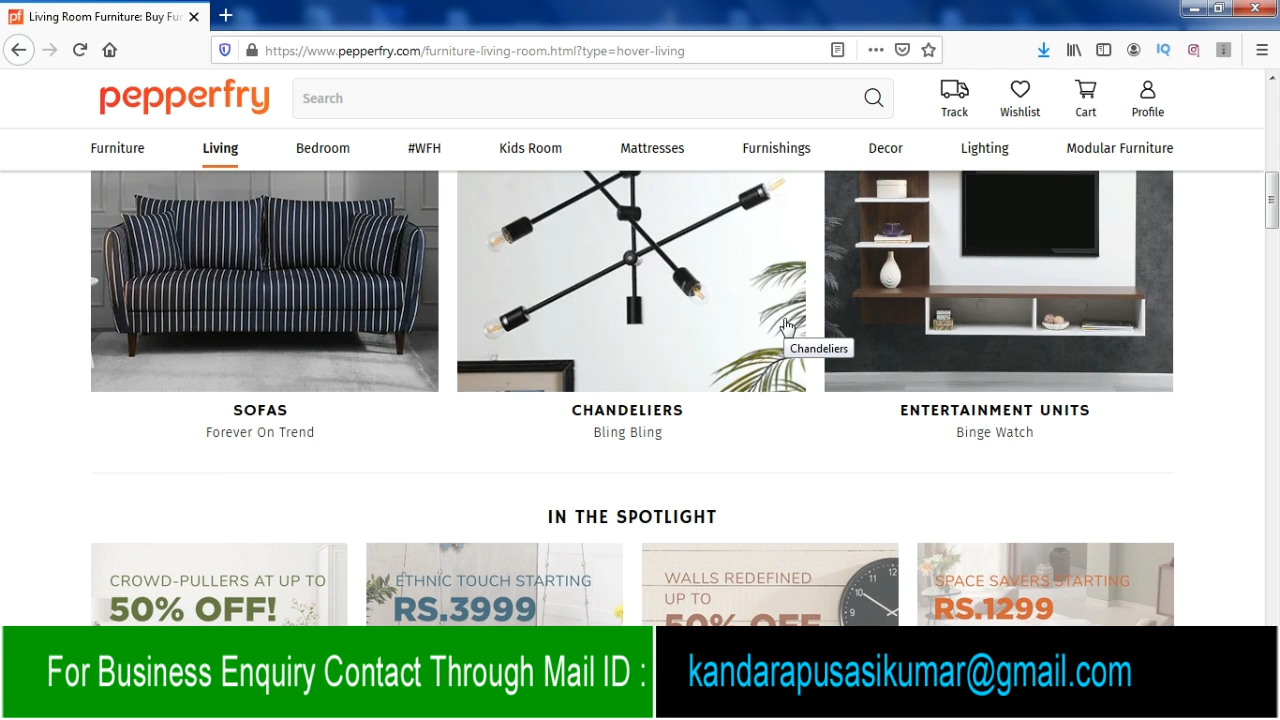 Living Room Furniture: Buy Fur
https://www.pepperfry.com/furniture-living-room.html?type=hover-living
pepperfry
Search
Track
Wishlist
Cart
Profile
Furniture
Living
Bedroom
#WFH
Kids Room
Mattresses
Furnishings
Decor
Lighting
Modular Furniture
Chandeliers
SOFAS
Forever On Trend
CHANDELIERS
Bling Bling
ENTERTAINMENT UNITS
Binge Watch
IN THE SPOTLIGHT
CROWD-PULLERS AT UP TO
50% OFF!
ETHNIC TOUCH STARTING
RS.3999
WALLS REDEFINED
UP TO
50% OFF
SPACE SAVERS STARTING
RS.1299
For Business Enquiry Contact Through Mail ID :
kandarapusasikumar@gmail.com